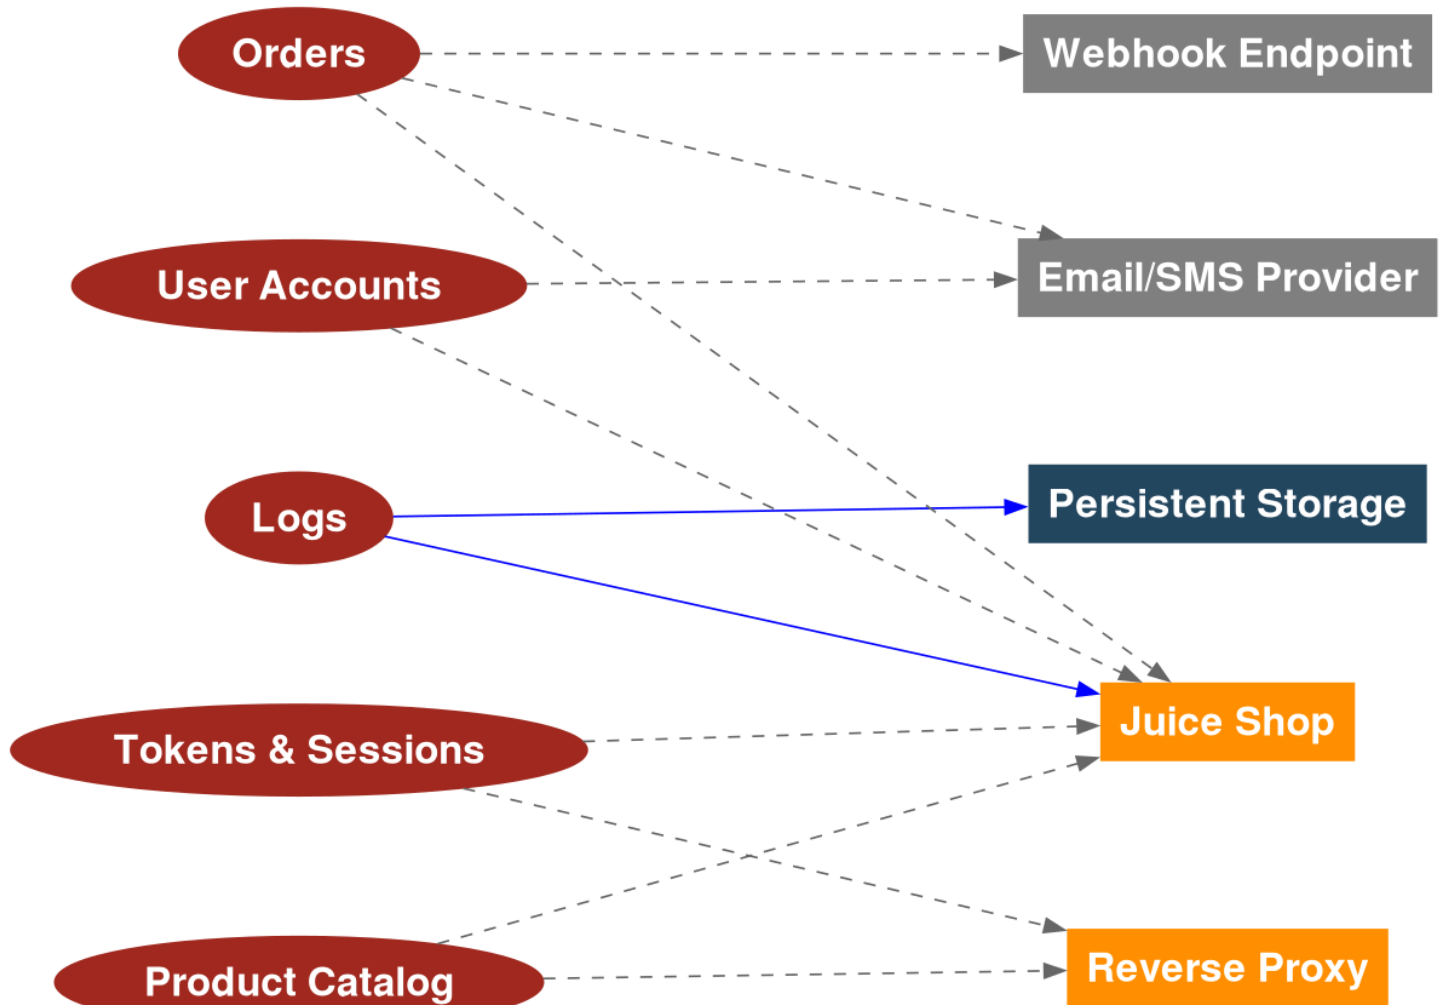 Orders
Webhook Endpoint
User Accounts
Email/SMS Provider
Logs
Persistent Storage
Tokens & Sessions
Juice Shop
Product Catalog
Reverse Proxy